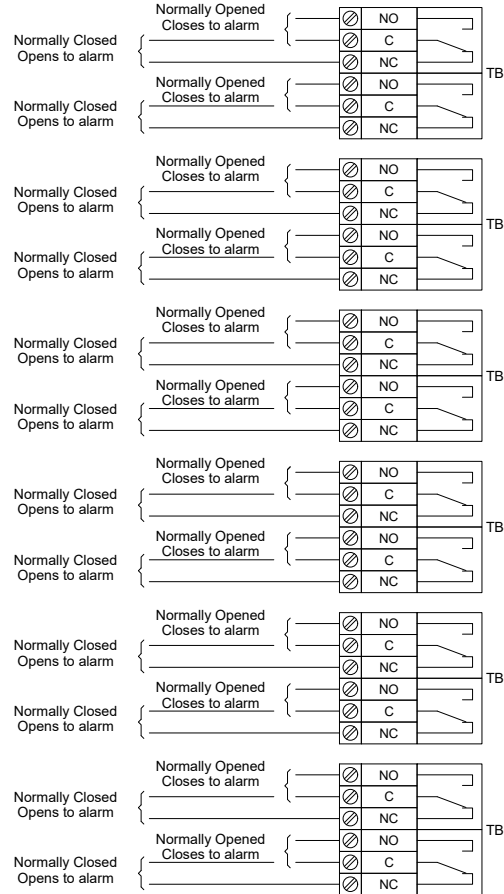 Normally Opened
Closes to alarm
NO
Normally Closed
Opens to alarm
C
NC
TB
Normally Opened
Closes to alarm
NO
Normally Closed
Opens to alarm
C
NC
Normally Opened
Closes to alarm
NO
Normally Closed
Opens to alarm
C
NC
TB
Normally Opened
Closes to alarm
NO
Normally Closed
Opens to alarm
C
NC
Normally Opened
Closes to alarm
NO
Normally Closed
Opens to alarm
C
NC
TB
Normally Opened
Closes to alarm
NO
Normally Closed
Opens to alarm
C
NC
Normally Opened
Closes to alarm
NO
Normally Closed
Opens to alarm
C
NC
TB
Normally Opened
Closes to alarm
NO
Normally Closed
Opens to alarm
C
NC
Normally Opened
Closes to alarm
NO
Normally Closed
Opens to alarm
C
NC
TB
Normally Opened
Closes to alarm
NO
Normally Closed
Opens to alarm
C
NC
Normally Opened
Closes to alarm
NO
Normally Closed
Opens to alarm
C
NC
TB
Normally Opened
Closes to alarm
NO
Normally Closed
Opens to alarm
C
NC